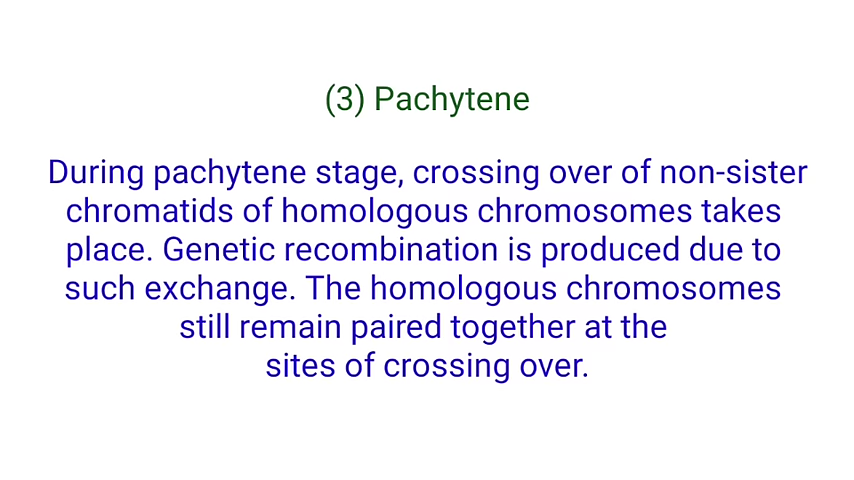 (3) Pachytene
During pachytene stage, crossing over of non-sister
chromatids of homologous chromosomes takes
place. Genetic recombination is produced due to
such exchange. The homologous chromosomes
still remain paired together at the
sites of crossing over.